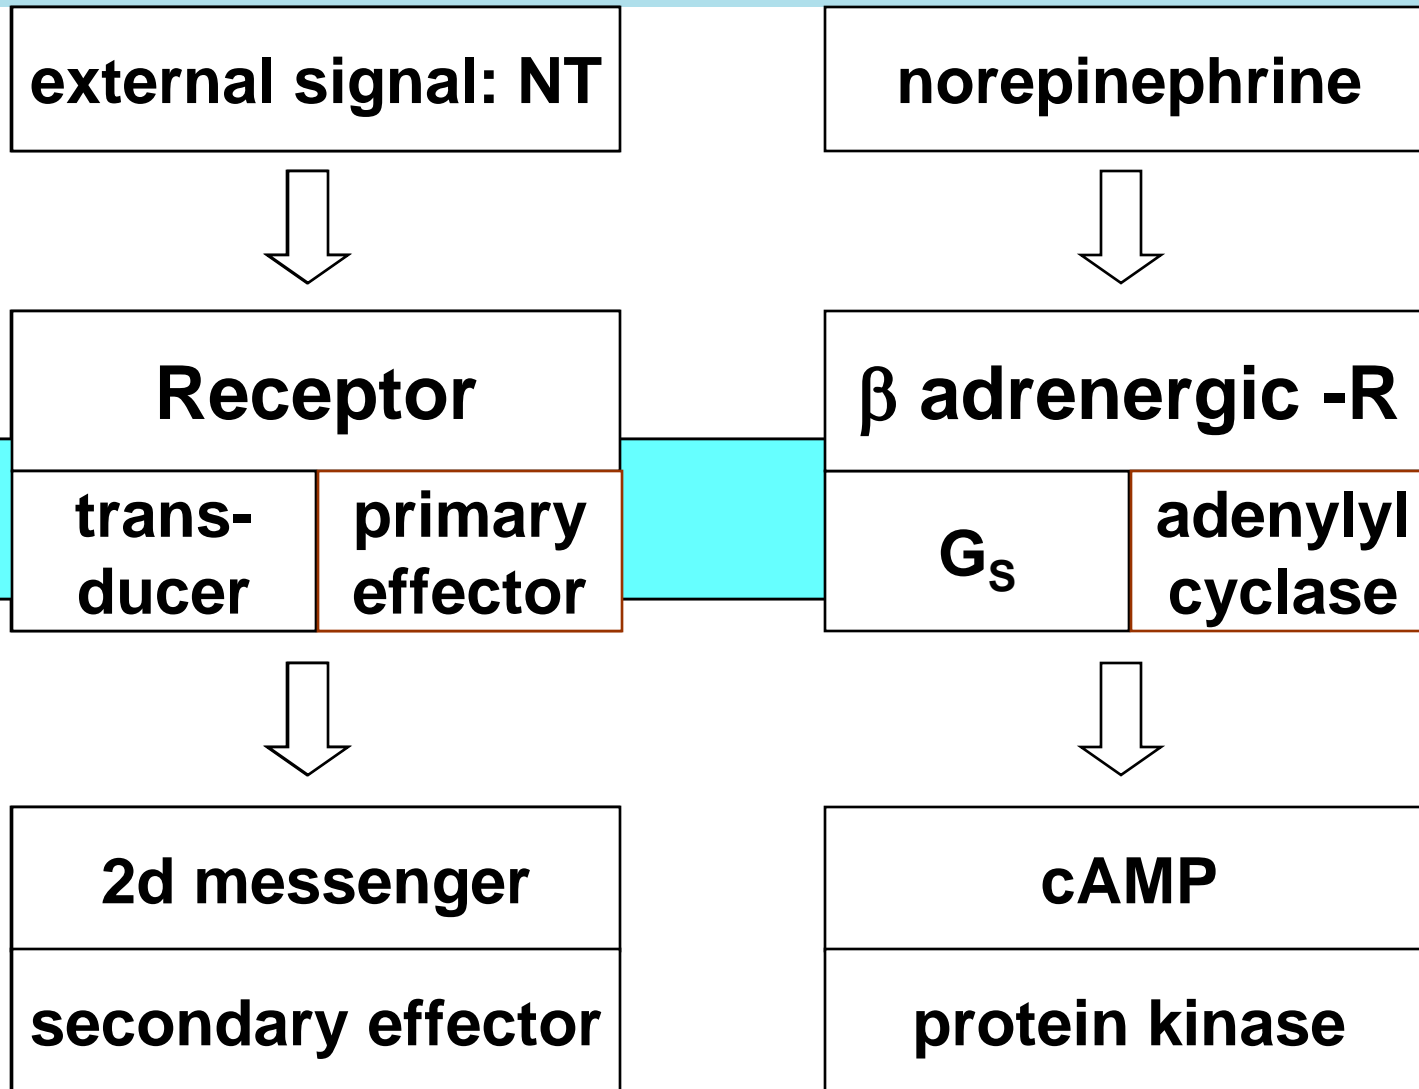 external signal: NT
norepinephrine
Receptor
β adrenergic -R
trans-
ducer
primary
effector
GS
adenylyl
cyclase
2d messenger
cAMP
secondary effector
protein kinase